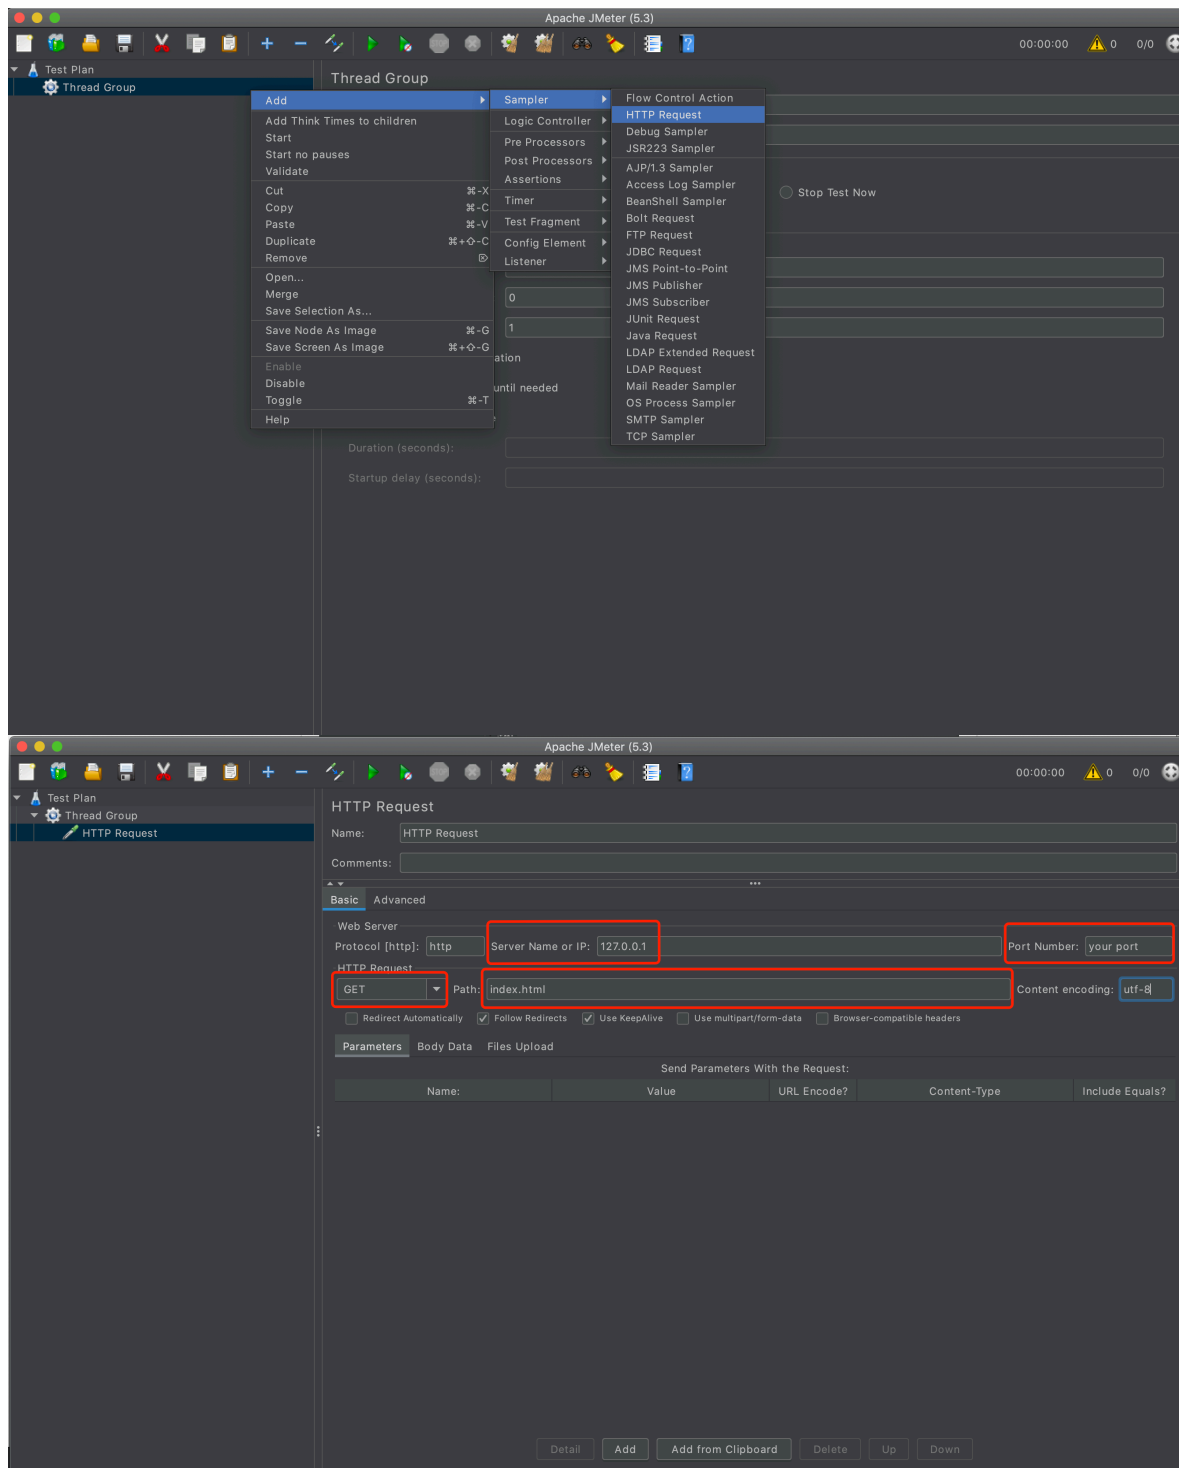 Apache JMeter (5.3)
00:00:00 0 0/0
Test Plan
Thread Group
Thread Group
Add
Add Think Times to children
Start
Start no pauses
Validate
Cut ⌘-X
Copy ⌘-C
Paste ⌘-V
Duplicate ⌘+⇧-C
Remove ⌦
Open...
Merge
Save Selection As...
Save Node As Image ⌘-G
Save Screen As Image ⌘+⇧-G
Enable
Disable
Toggle ⌘-T
Help
Sampler
Logic Controller
Pre Processors
Post Processors
Assertions
Timer
Test Fragment
Config Element
Listener
Flow Control Action
HTTP Request
Debug Sampler
JSR223 Sampler
AJP/1.3 Sampler
Access Log Sampler
BeanShell Sampler
Bolt Request
FTP Request
JDBC Request
JMS Point-to-Point
JMS Publisher
JMS Subscriber
JUnit Request
Java Request
LDAP Extended Request
LDAP Request
Mail Reader Sampler
OS Process Sampler
SMTP Sampler
TCP Sampler
Stop Test Now
0
1
ation
until needed
Duration (seconds):
Startup delay (seconds):
Apache JMeter (5.3)
00:00:00 0 0/0
Test Plan
Thread Group
HTTP Request
HTTP Request
Name: HTTP Request
Comments:
Basic Advanced
Web Server
Protocol [http]: http Server Name or IP: 127.0.0.1 Port Number: your port
HTTP Request
GET Path: index.html Content encoding: utf-8
Redirect Automatically Follow Redirects Use KeepAlive Use multipart/form-data Browser-compatible headers
Parameters Body Data Files Upload
Send Parameters With the Request:
Name: Value URL Encode? Content-Type Include Equals?
Detail Add Add from Clipboard Delete Up Down